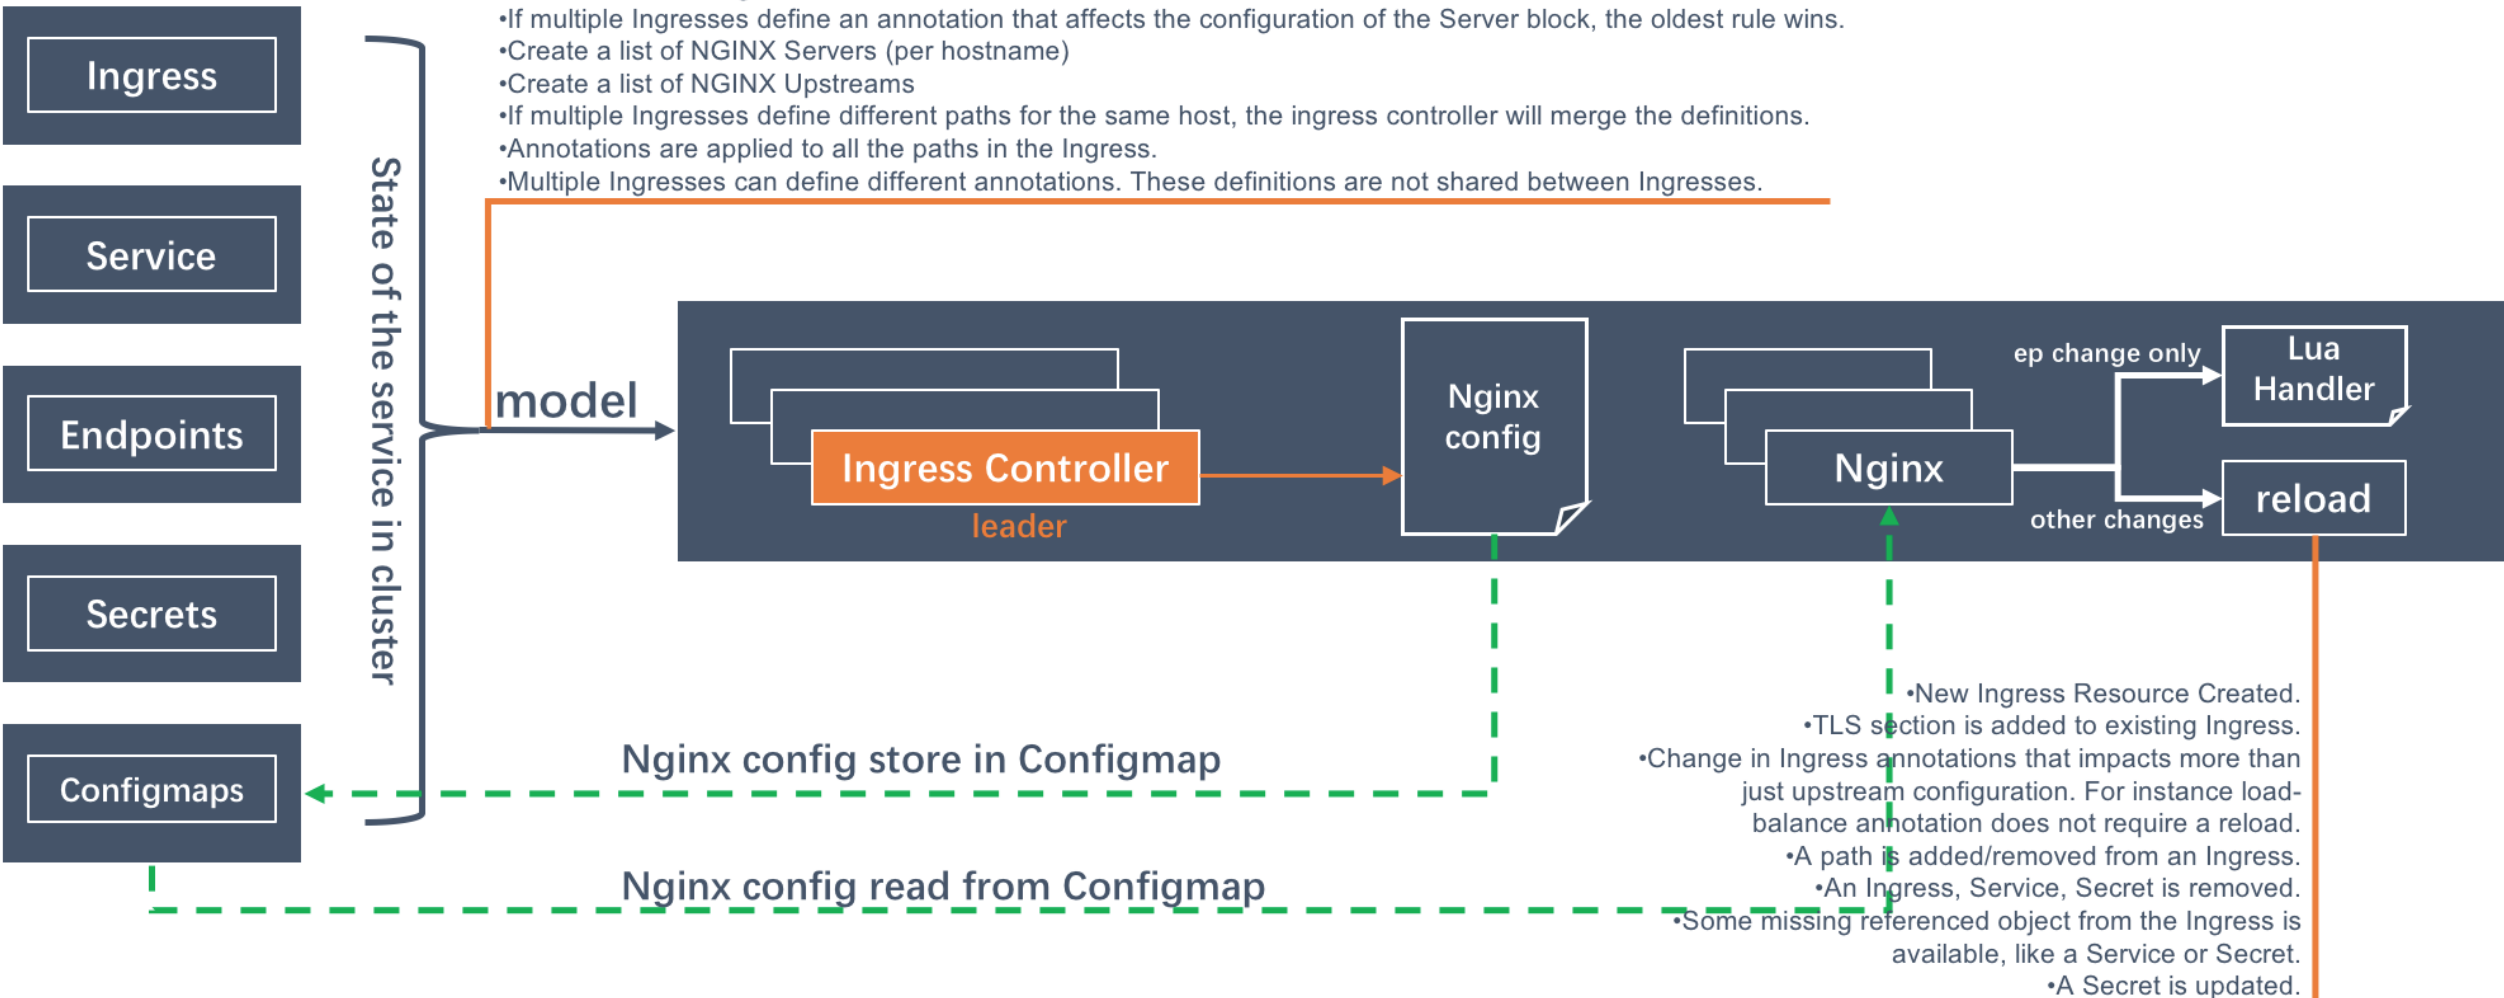 •If multiple Ingresses define an annotation that affects the configuration of the Server block, the oldest rule wins.
•Create a list of NGINX Servers (per hostname)
•Create a list of NGINX Upstreams
•If multiple Ingresses define different paths for the same host, the ingress controller will merge the definitions.
•Annotations are applied to all the paths in the Ingress.
•Multiple Ingresses can define different annotations. These definitions are not shared between Ingresses.
Ingress
Service
Endpoints
Secrets
Configmaps
State of the service in cluster
model
Ingress Controller
leader
Nginx
config
Nginx
ep change only
other changes
Lua
Handler
reload
Nginx config store in Configmap
Nginx config read from Configmap
•New Ingress Resource Created.
•TLS section is added to existing Ingress.
•Change in Ingress annotations that impacts more than
just upstream configuration. For instance load-
balance annotation does not require a reload.
•A path is added/removed from an Ingress.
•An Ingress, Service, Secret is removed.
•Some missing referenced object from the Ingress is
available, like a Service or Secret.
•A Secret is updated.